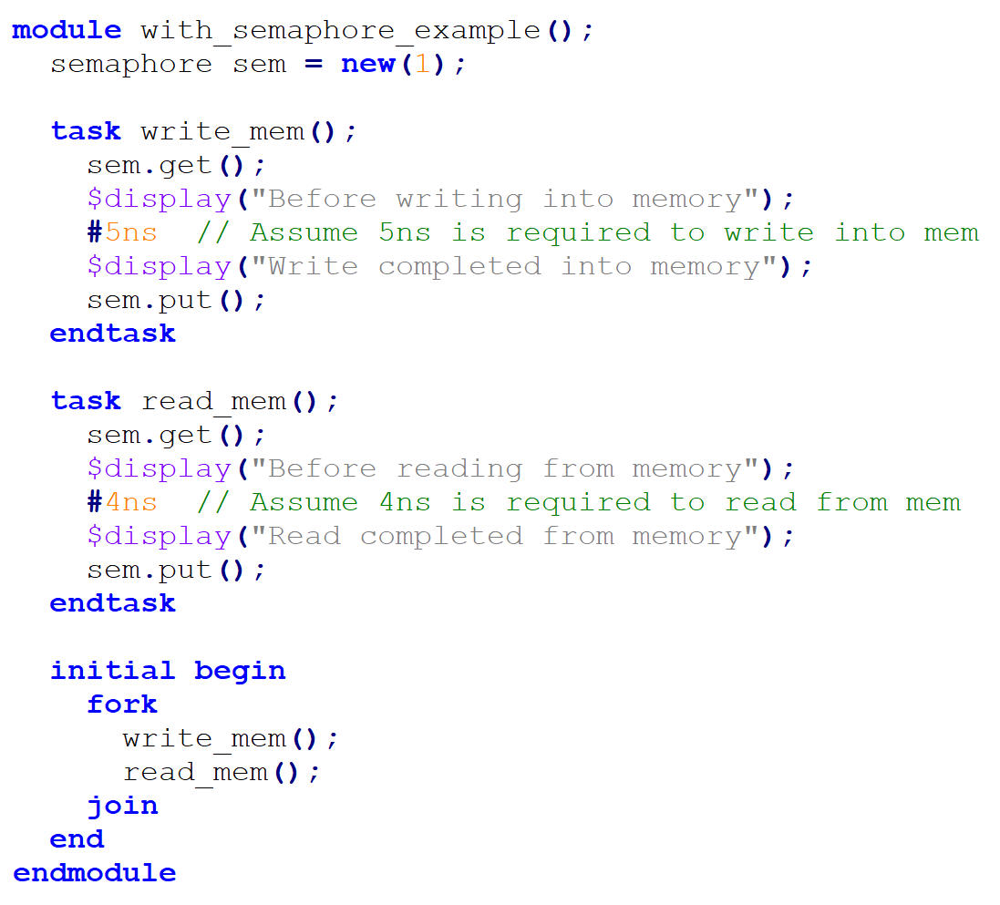 module with_semaphore_example();
  semaphore sem = new(1);

  task write_mem();
    sem.get();
    $display("Before writing into memory");
    #5ns  // Assume 5ns is required to write into mem
    $display("Write completed into memory");
    sem.put();
  endtask

  task read_mem();
    sem.get();
    $display("Before reading from memory");
    #4ns  // Assume 4ns is required to read from mem
    $display("Read completed from memory");
    sem.put();
  endtask

  initial begin
    fork
      write_mem();
      read_mem();
    join
  end
endmodule